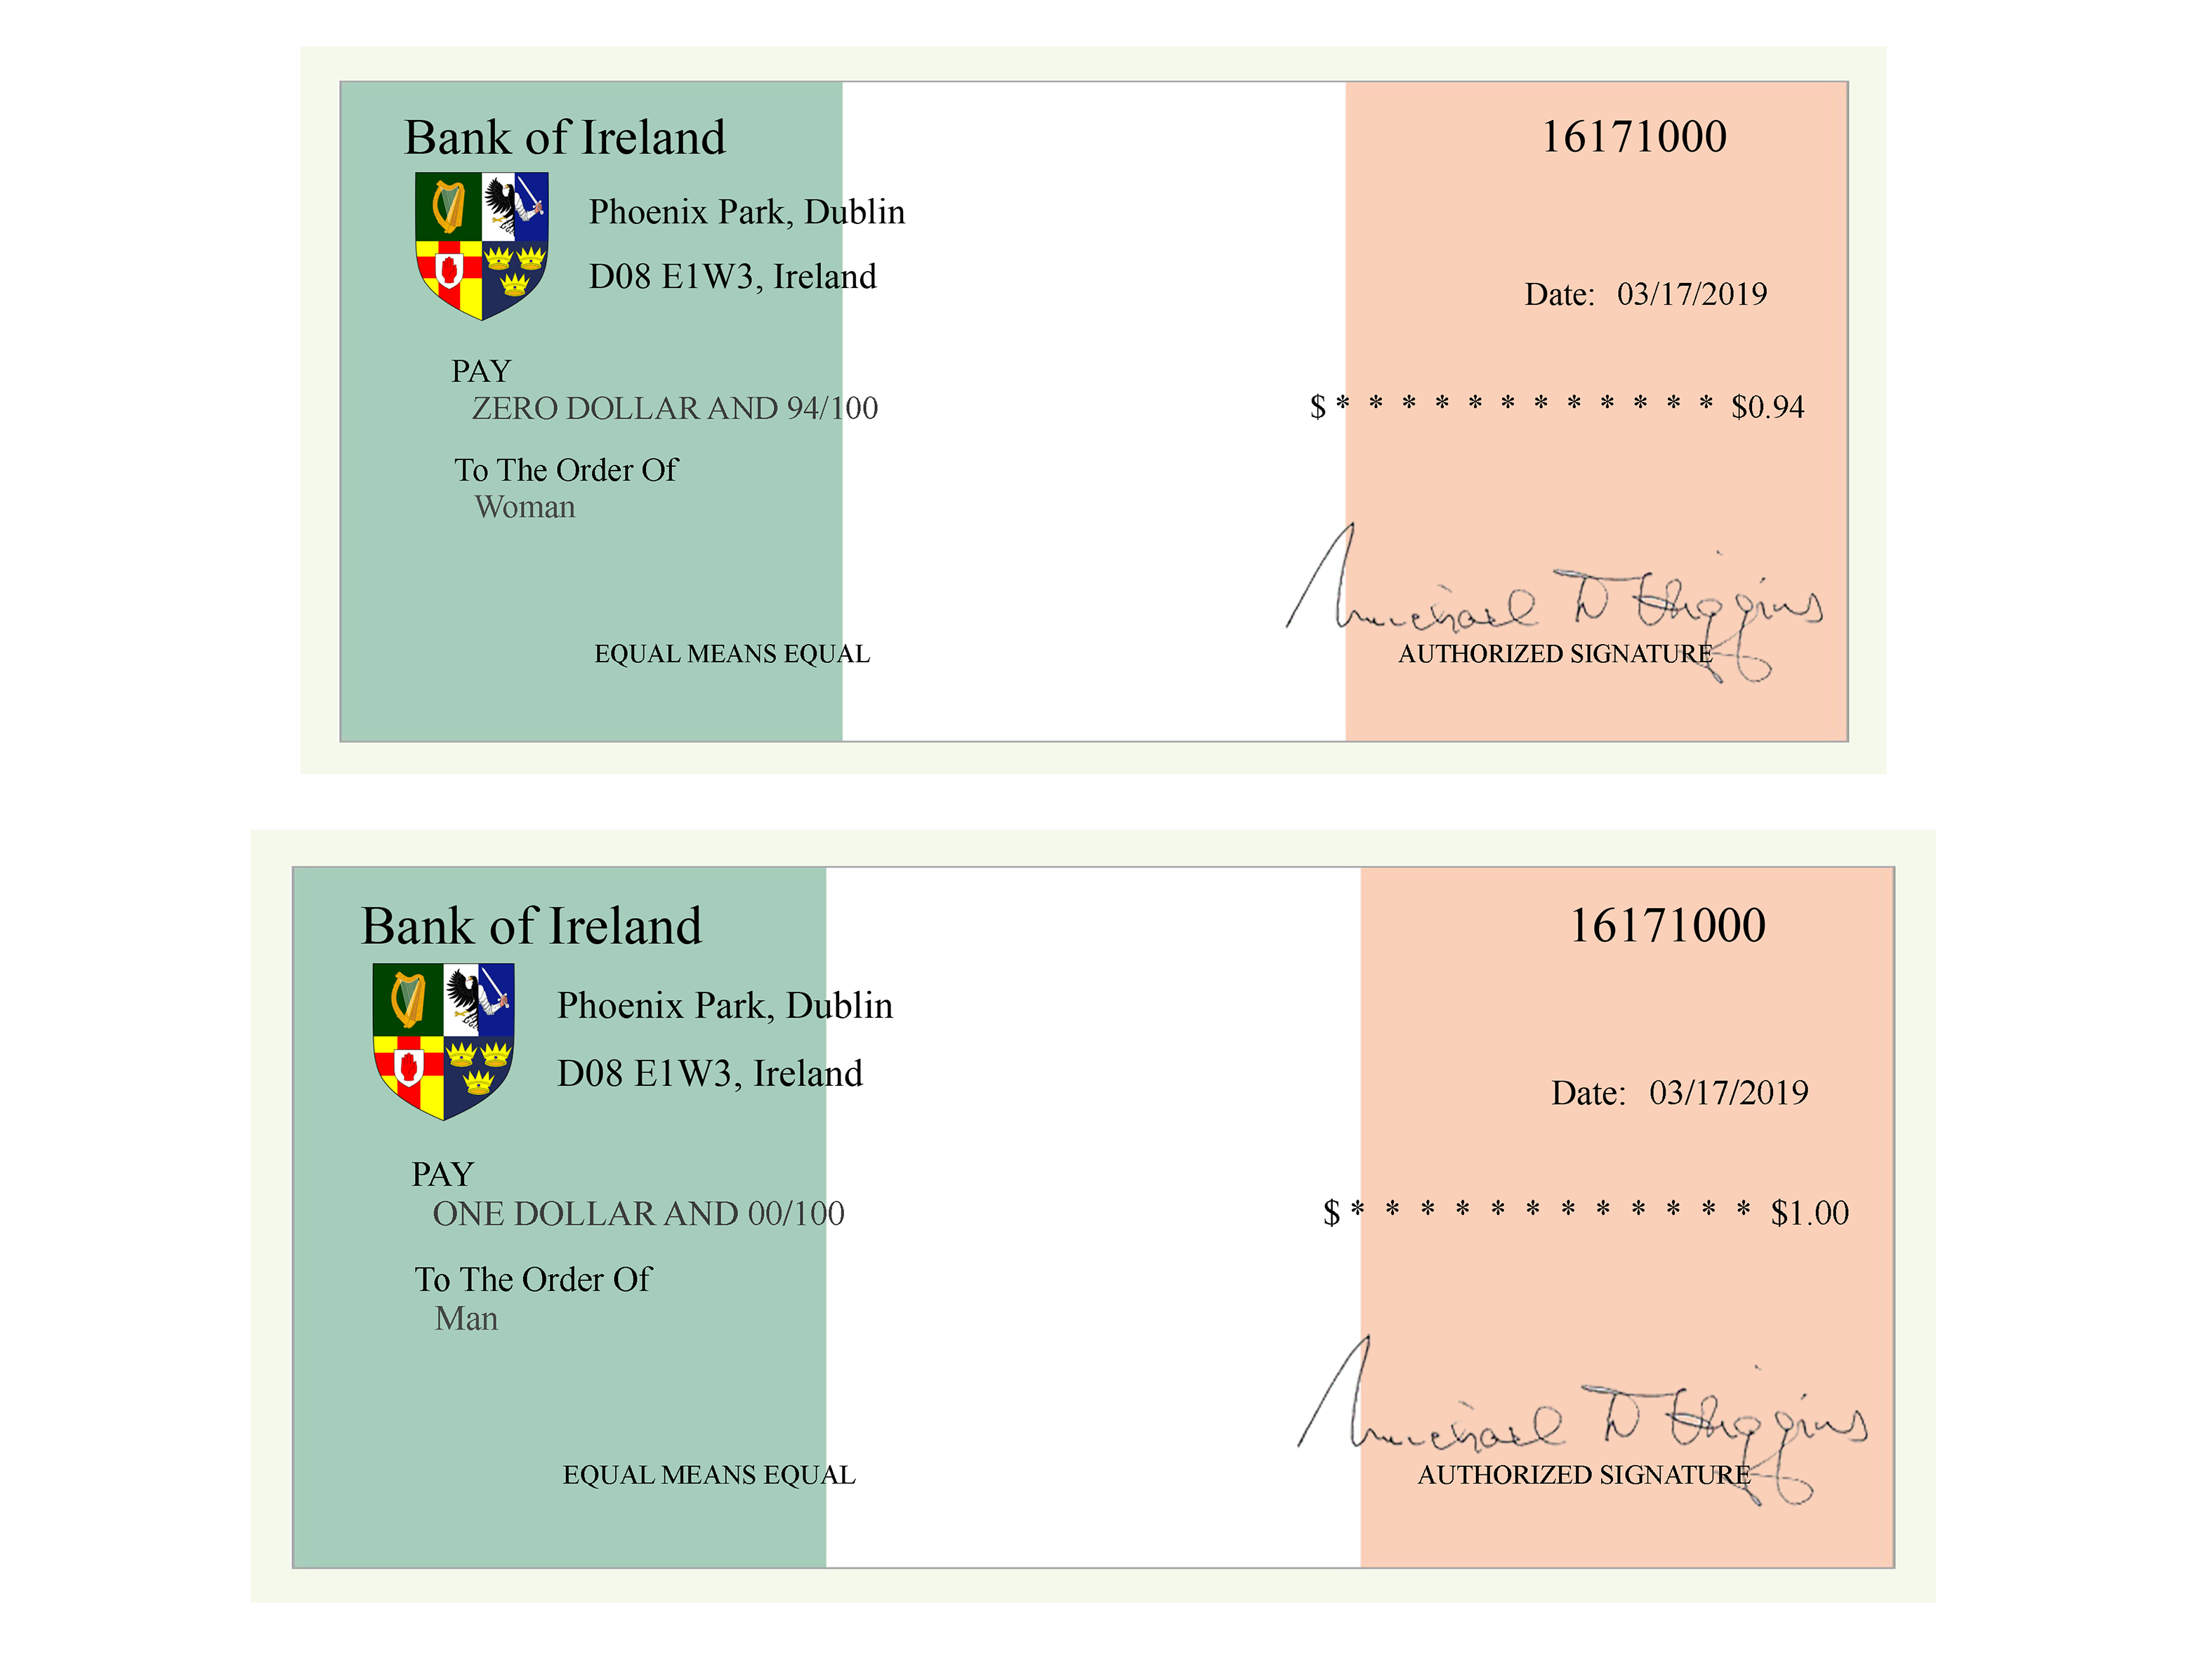 Bank of Ireland
16171000
Phoenix Park, Dublin
D08 E1W3, Ireland
Date: 03/17/2019
PAY
ZERO DOLLAR AND 94/100
$ * * * * * * * * * * * * $0.94
To The Order Of
Woman
Michael D Higgins
EQUAL MEANS EQUAL
AUTHORIZED SIGNATURE
Bank of Ireland
16171000
Phoenix Park, Dublin
D08 E1W3, Ireland
Date: 03/17/2019
PAY
ONE DOLLAR AND 00/100
$ * * * * * * * * * * * * $1.00
To The Order Of
Man
Michael D Higgins
EQUAL MEANS EQUAL
AUTHORIZED SIGNATURE